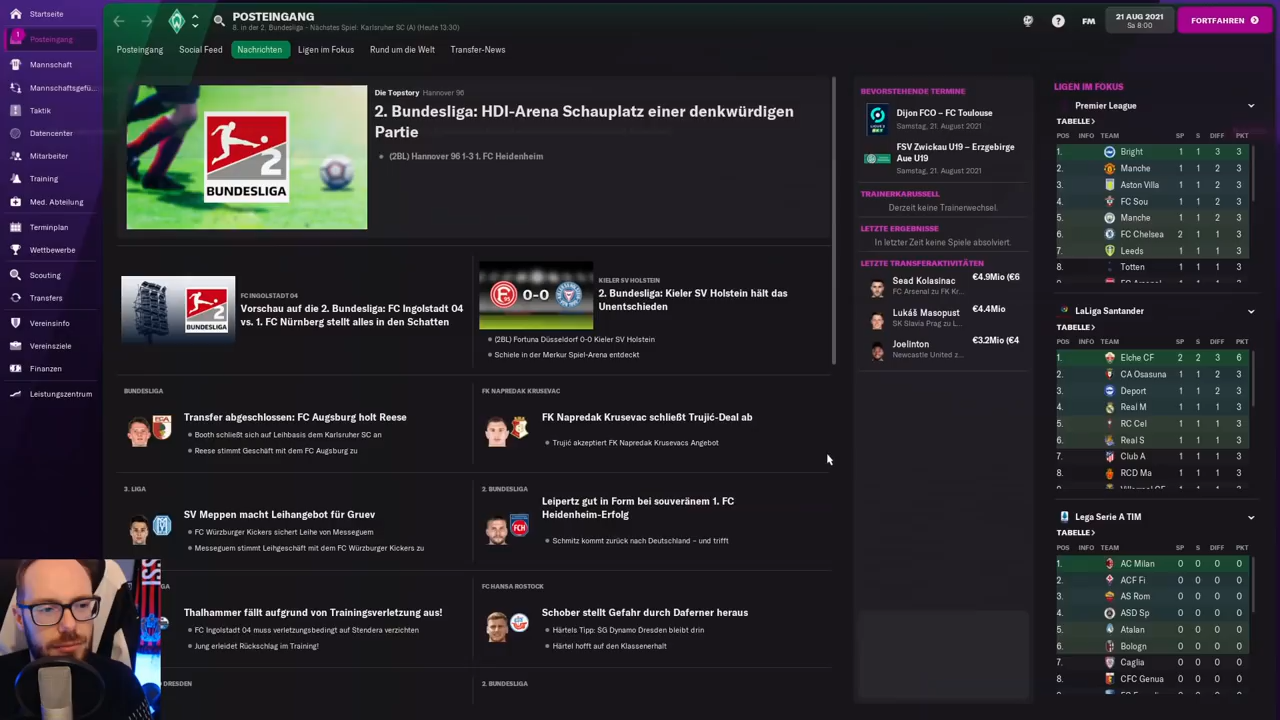 Startseite
1
Posteingang
Mannschaft
Mannschaftsgefü...
Taktik
Datencenter
Mitarbeiter
Training
Med. Abteilung
Terminplan
Wettbewerbe
Scouting
Transfers
Vereinsinfo
Vereinsziele
Finanzen
Leistungszentrum
POSTEINGANG
8. in der 2. Bundesliga - Nächstes Spiel: Karlsruher SC (A) (Heute 13:30)
?
FM
21 AUG 2021
Sa 8:00
FORTFAHREN
Posteingang
Social Feed
Nachrichten
Ligen im Fokus
Rund um die Welt
Transfer-News
2
BUNDESLIGA
Die Topstory Hannover 96
2. Bundesliga: HDI-Arena Schauplatz einer denkwürdigen
Partie
(2BL) Hannover 96 1-3 1. FC Heidenheim
BUNDESLIGA
FC INGOLSTADT 04
Vorschau auf die 2. Bundesliga: FC Ingolstadt 04
vs. 1. FC Nürnberg stellt alles in den Schatten
0-0
KIELER SV HOLSTEIN
2. Bundesliga: Kieler SV Holstein hält das
Unentschieden
(2BL) Fortuna Düsseldorf 0-0 Kieler SV Holstein
Schiele in der Merkur Spiel-Arena entdeckt
BUNDESLIGA
Transfer abgeschlossen: FC Augsburg holt Reese
Booth schließt sich auf Leihbasis dem Karlsruher SC an
Reese stimmt Geschäft mit dem FC Augsburg zu
FK NAPREDAK KRUSEVAC
FK Napredak Krusevac schließt Trujić-Deal ab
Trujić akzeptiert FK Napredak Krusevacs Angebot
3. LIGA
SV Meppen macht Leihangebot für Gruev
FC Würzburger Kickers sichert Leihe von Messeguem
Messeguem stimmt Leihgeschäft mit dem FC Würzburger Kickers zu
2. BUNDESLIGA
Leipertz gut in Form bei souveränem 1. FC
Heidenheim-Erfolg
Schmitz kommt zurück nach Deutschland – und trifft
Thalhammer fällt aufgrund von Trainingsverletzung aus!
FC Ingolstadt 04 muss verletzungsbedingt auf Stendera verzichten
Jung erleidet Rückschlag im Training!
FC HANSA ROSTOCK
Schober stellt Gefahr durch Daferner heraus
Härtels Tipp: SG Dynamo Dresden bleibt drin
Härtel hofft auf den Klassenerhalt
DRESDEN
2. BUNDESLIGA
BEVORSTEHENDE TERMINE
Dijon FCO – FC Toulouse
Samstag, 21. August 2021
FSV Zwickau U19 – Erzgebirge
Aue U19
Samstag, 21. August 2021
TRAINERKARUSSELL
Derzeit keine Trainerwechsel.
LETZTE ERGEBNISSE
In letzter Zeit keine Spiele absolviert.
LETZTE TRANSFERAKTIVITÄTEN
Sead Kolasinac €4.9Mio (€6
FC Arsenal zu FK Kr...
Lukáš Masopust €4.4Mio
SK Slavia Prag zu L...
Joelinton €3.2Mio (€4
Newcastle United z...
LIGEN IM FOKUS
Premier League
TABELLE
POS INFO TEAM SP S DIFF PKT
1. Bright 1 1 3 3
2. Manche 1 1 2 3
3. Aston Villa 1 1 2 3
4. FC Sou 1 1 2 3
5. Manche 1 1 2 3
6. FC Chelsea 2 1 1 3
7. Leeds 1 1 1 3
8. Totten 1 1 1 3
LaLiga Santander
TABELLE
POS INFO TEAM SP S DIFF PKT
1. Elche CF 2 2 3 6
2. CA Osasuna 1 1 2 3
3. Deport 1 1 2 3
4. Real M 1 1 2 3
5. RC Cel 1 1 1 3
6. Real S 1 1 1 3
7. Club A 1 1 1 3
8. RCD Ma 1 1 1 3
Lega Serie A TIM
TABELLE
POS INFO TEAM SP S DIFF PKT
1. AC Milan 0 0 0 0
2. ACF Fi 0 0 0 0
3. AS Rom 0 0 0 0
4. ASD Sp 0 0 0 0
5. Atalan 0 0 0 0
6. Bologn 0 0 0 0
7. Caglia 0 0 0 0
8. CFC Genua 0 0 0 0